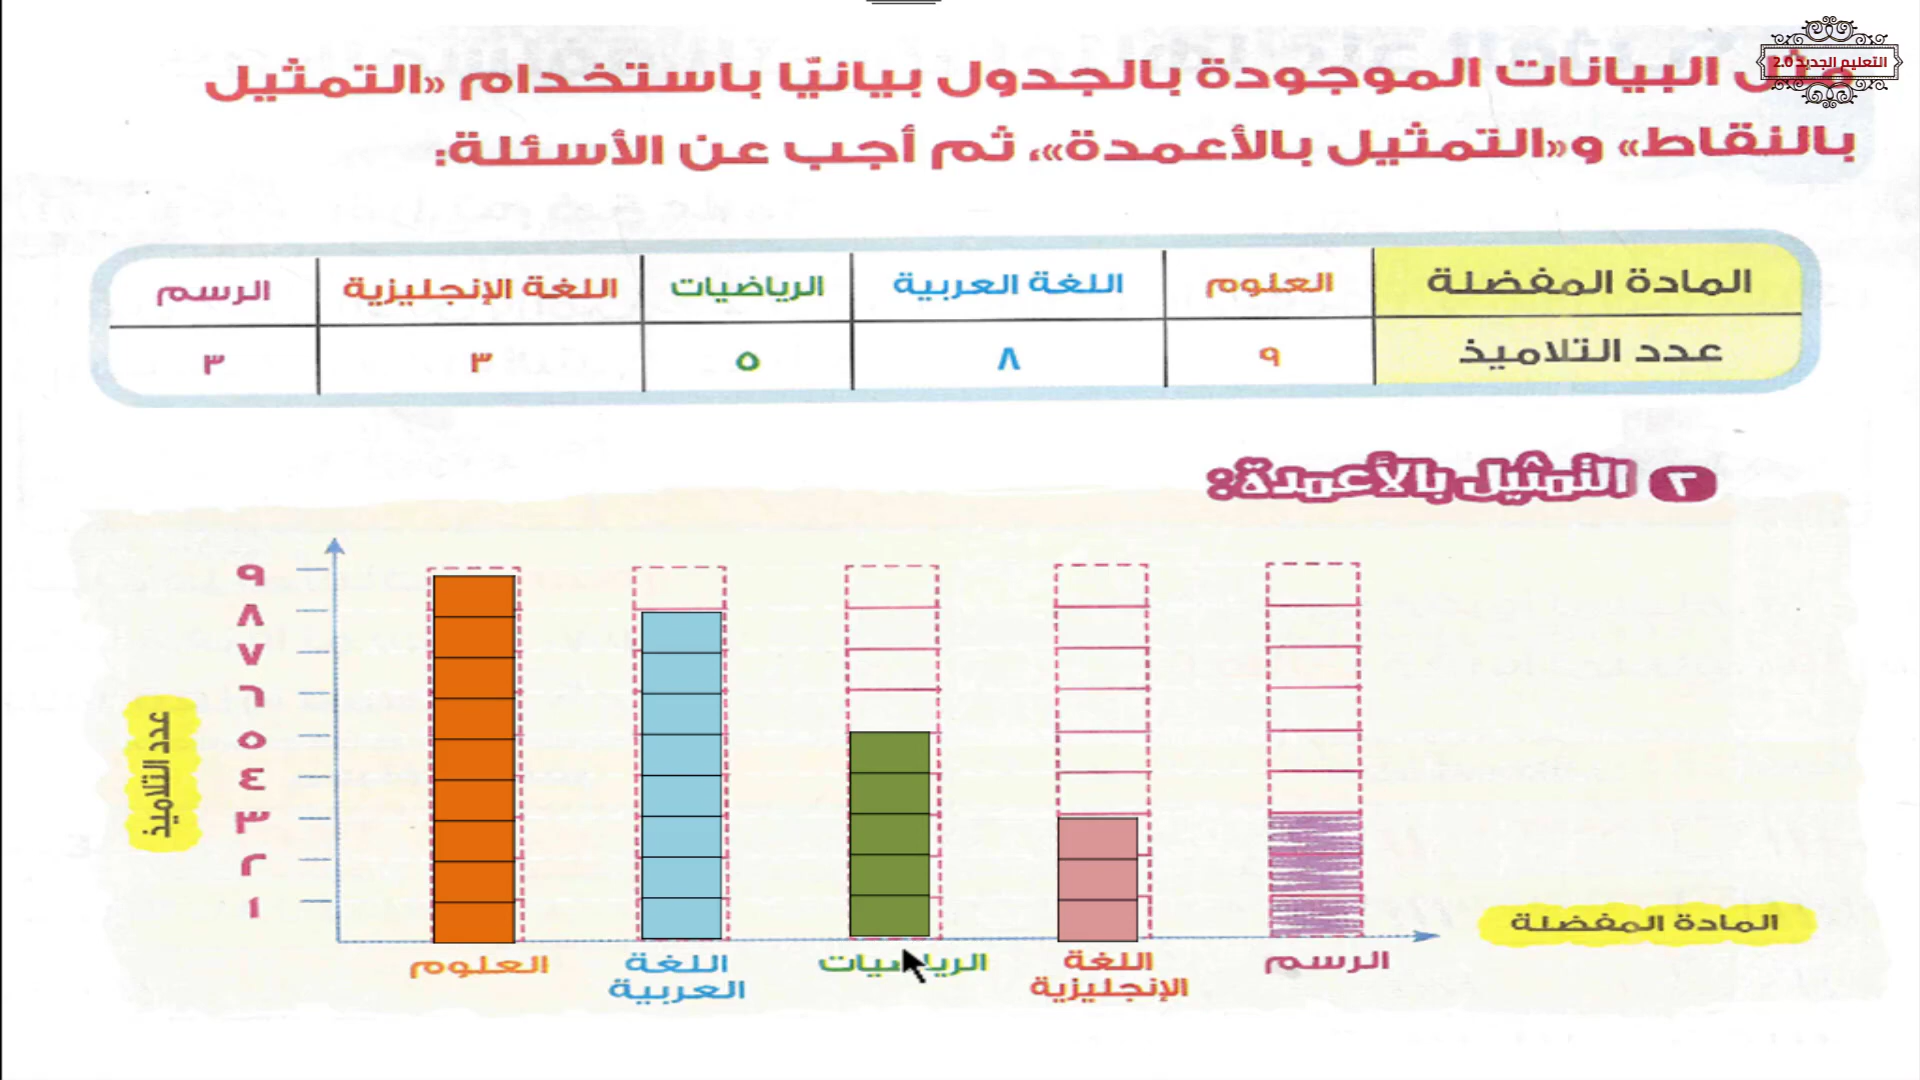 التعليم الجديد 2.0
البيانات الموجودة بالجدول بيانيًا باستخدام «التمثيل
بالنقاط» و«التمثيل بالأعمدة»، ثم أجب عن الأسئلة:
المادة المفضلة العلوم اللغة العربية الرياضيات اللغة الإنجليزية الرسم
عدد التلاميذ ٩ ٨ ٥ ٣ ٣
٢ التمثيل بالأعمدة:
٩
٨
٧
٦
٥
٤
٣
٢
١
عدد التلاميذ
المادة المفضلة
العلوم
اللغة
العربية
الرياضيات
اللغة
الإنجليزية
الرسم